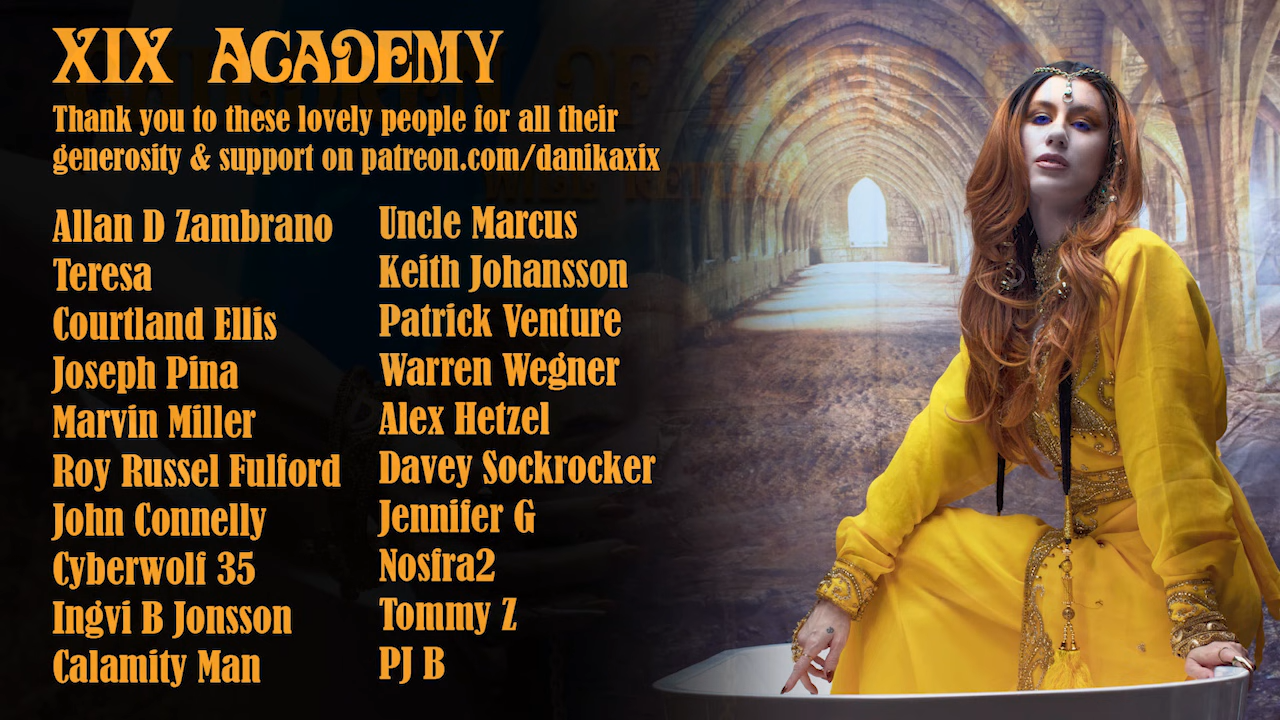 XIX ACADEMY
Thank you to these lovely people for all their
generosity & support on patreon.com/danikaxix
Allan D Zambrano
Teresa
Courtland Ellis
Joseph Pina
Marvin Miller
Roy Russel Fulford
John Connelly
Cyberwolf 35
Ingvi B Jonsson
Calamity Man
Uncle Marcus
Keith Johansson
Patrick Venture
Warren Wegner
Alex Hetzel
Davey Sockrocker
Jennifer G
Nosfra2
Tommy Z
PJ B